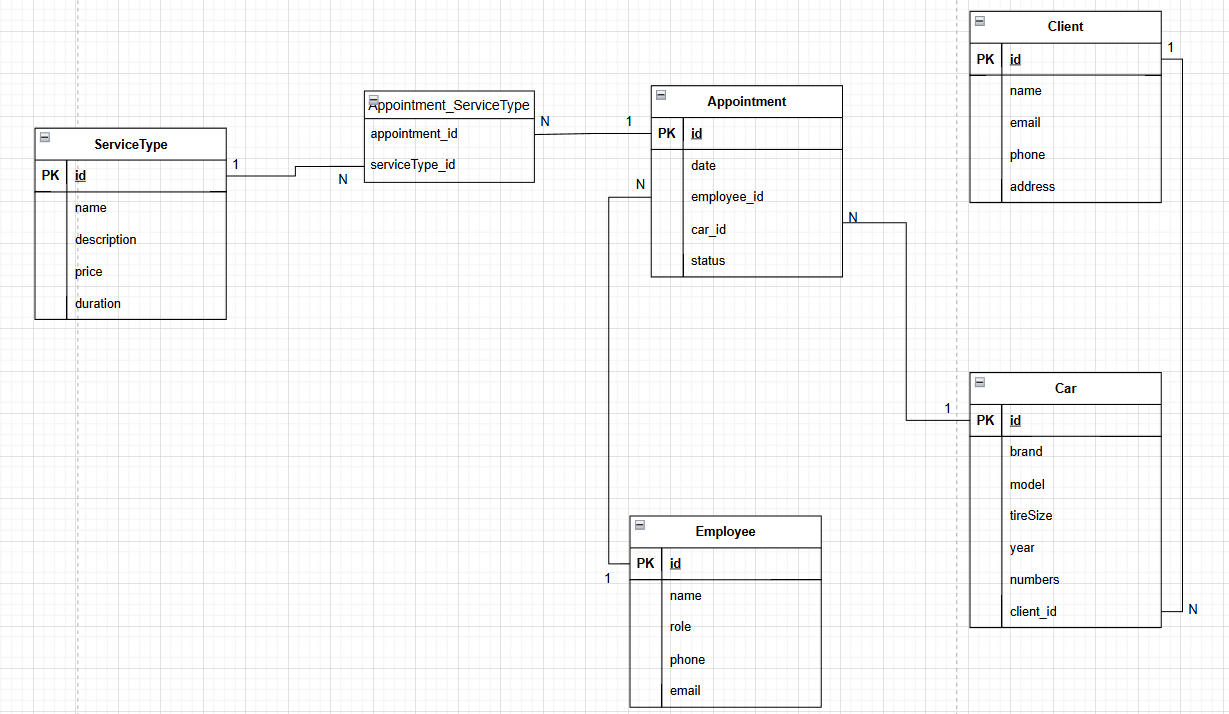 Client
1
PK id
name
email
phone
address
Appointment_ServiceType
appointment_id
serviceType_id
N
1
Appointment
PK id
date
employee_id
car_id
status
N
N
ServiceType
PK id
name
description
price
duration
1
N
1
Car
PK id
brand
model
tireSize
year
numbers
client_id
N
Employee
PK id
name
role
phone
email
1